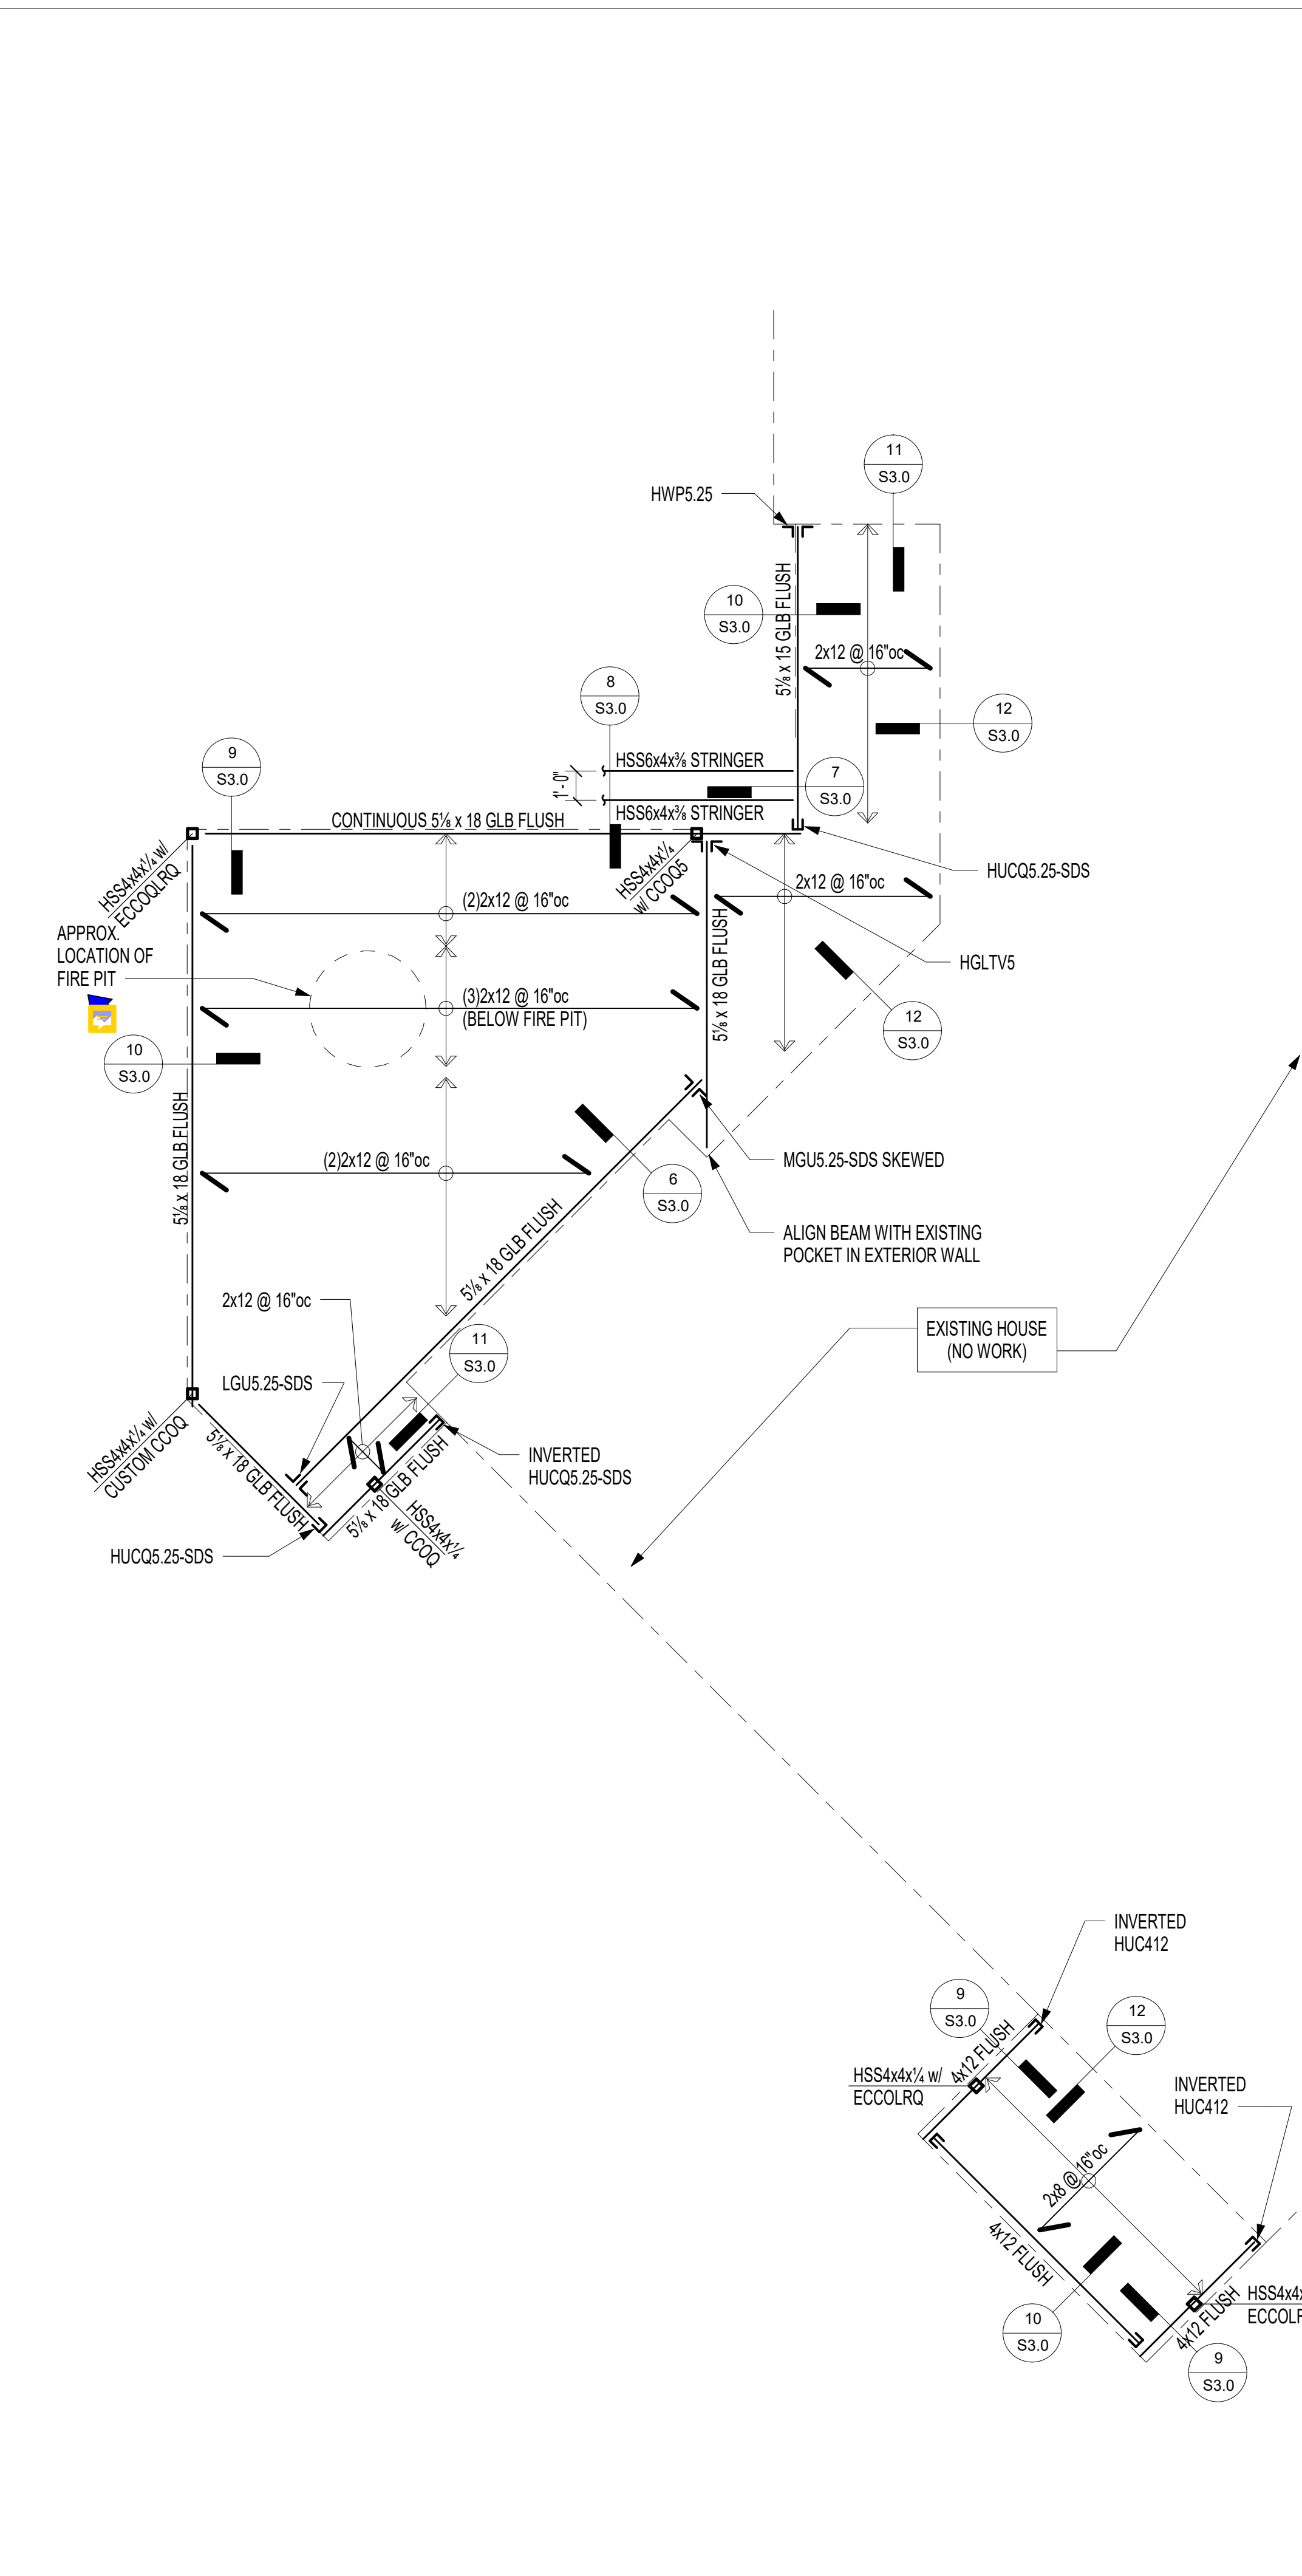 11
S3.0
HWP5.25
10
S3.0
5⅛ x 15 GLB FLUSH
2x12 @ 16"oc
8
S3.0
12
S3.0
9
S3.0
HSS6x4x⅜ STRINGER
1' - 0"
7
S3.0
HSS6x4x⅜ STRINGER
CONTINUOUS 5⅛ x 18 GLB FLUSH
HSS4x4x¼ w/
ECCOQLRQ
HSS4x4x¼
w/ CCOQ5
HUCQ5.25-SDS
2x12 @ 16"oc
(2)2x12 @ 16"oc
APPROX.
LOCATION OF
FIRE PIT
5⅛ x 18 GLB FLUSH
HGLTV5
(3)2x12 @ 16"oc
(BELOW FIRE PIT)
12
S3.0
10
S3.0
5⅛ x 18 GLB FLUSH
(2)2x12 @ 16"oc
MGU5.25-SDS SKEWED
6
S3.0
ALIGN BEAM WITH EXISTING
POCKET IN EXTERIOR WALL
5⅛ x 18 GLB FLUSH
2x12 @ 16"oc
EXISTING HOUSE
(NO WORK)
11
S3.0
LGU5.25-SDS
HSS4x4x¼ w/
CUSTOM CCOQ
5⅛ x 18 GLB FLUSH
INVERTED
HUCQ5.25-SDS
5⅛ x 18 GLB FLUSH
HSS4x4x¼
w/ CCOQ
HUCQ5.25-SDS
INVERTED
HUC412
9
S3.0
12
S3.0
4x12 FLUSH
HSS4x4x¼ w/
ECCOLRQ
INVERTED
HUC412
2x8 @ 16"oc
4x12 FLUSH
10
S3.0
4x12 FLUSH
9
S3.0